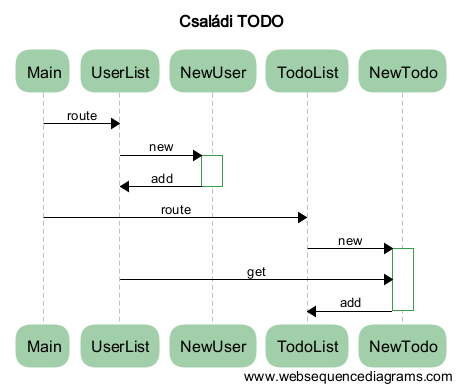 Családi TODO
Main UserList NewUser TodoList NewTodo
route
new
add
route
new
get
add
Main UserList NewUser TodoList NewTodo
www.websequencediagrams.com